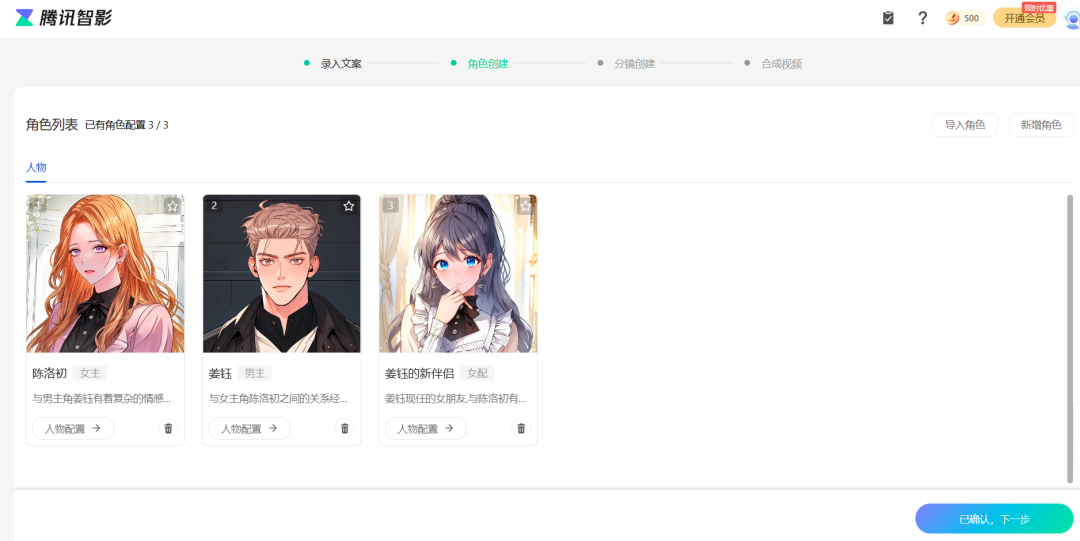 腾讯智影
500
限时优惠
开通会员
录入文案
角色创建
分镜创建
合成视频
角色列表 已有角色配置 3 / 3
导入角色
新增角色
人物
1
2
3
陈洛初 女主
姜钰 男主
姜钰的新伴侣 女配
与男主角姜钰有着复杂的情感...
与女主角陈洛初之间的关系经...
姜钰现任的女朋友,与陈洛初有...
人物配置
人物配置
人物配置
已确认，下一步